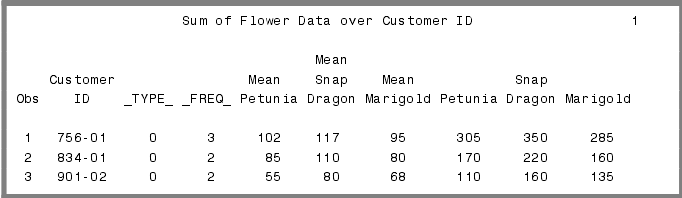 Sum of Flower Data over Customer ID 1
Mean
Customer Mean Snap Mean Snap
Obs ID _TYPE_ _FREQ_ Petunia Dragon Marigold Petunia Dragon Marigold
1 756-01 0 3 102 117 95 305 350 285
2 834-01 0 2 85 110 80 170 220 160
3 901-02 0 2 55 80 68 110 160 135